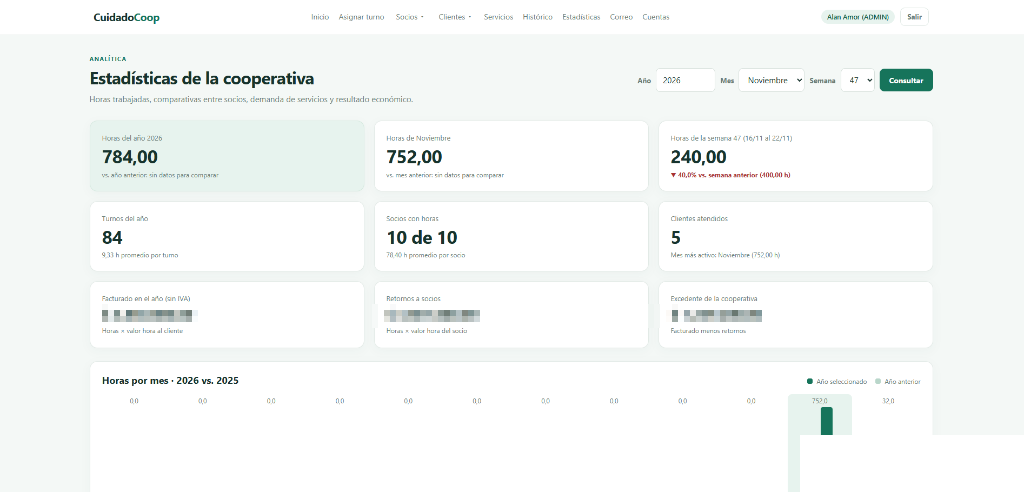 CuidadoCoop
Inicio Asignar turno Socios Clientes Servicios Histórico Estadísticas Correo Cuentas
Alan Amor (ADMIN) Salir
ANALÍTICA
Estadísticas de la cooperativa
Horas trabajadas, comparativas entre socios, demanda de servicios y resultado económico.
Año 2026 Mes Noviembre Semana 47 Consultar
Horas del año 2026
784,00
vs. año anterior: sin datos para comparar
Horas de Noviembre
752,00
vs. mes anterior: sin datos para comparar
Horas de la semana 47 (16/11 al 22/11)
240,00
▼ 40,0% vs. semana anterior (400,00 h)
Turnos del año
84
9,33 h promedio por turno
Socios con horas
10 de 10
78,40 h promedio por socio
Clientes atendidos
5
Mes más activo: Noviembre (752,00 h)
Facturado en el año (sin IVA)
Horas × valor hora al cliente
Retornos a socios
Horas × valor hora del socio
Excedente de la cooperativa
Facturado menos retornos
Horas por mes · 2026 vs. 2025
Año seleccionado Año anterior
0,0 0,0 0,0 0,0 0,0 0,0 0,0 0,0 0,0 0,0 752,0 32,0